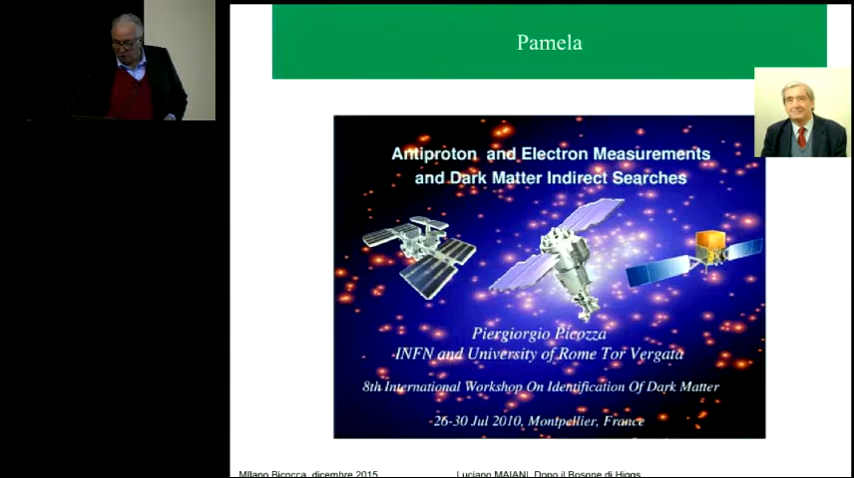 Pamela
Antiproton and Electron Measurements
and Dark Matter Indirect Searches
Piergiorgio Picozza
INFN and University of Rome Tor Vergata
8th International Workshop On Identification Of Dark Matter
26-30 Jul 2010, Montpellier, France
MIlano Bicocca, dicembre 2015
Luciano MAIANI. Dopo il Bosone di Higgs